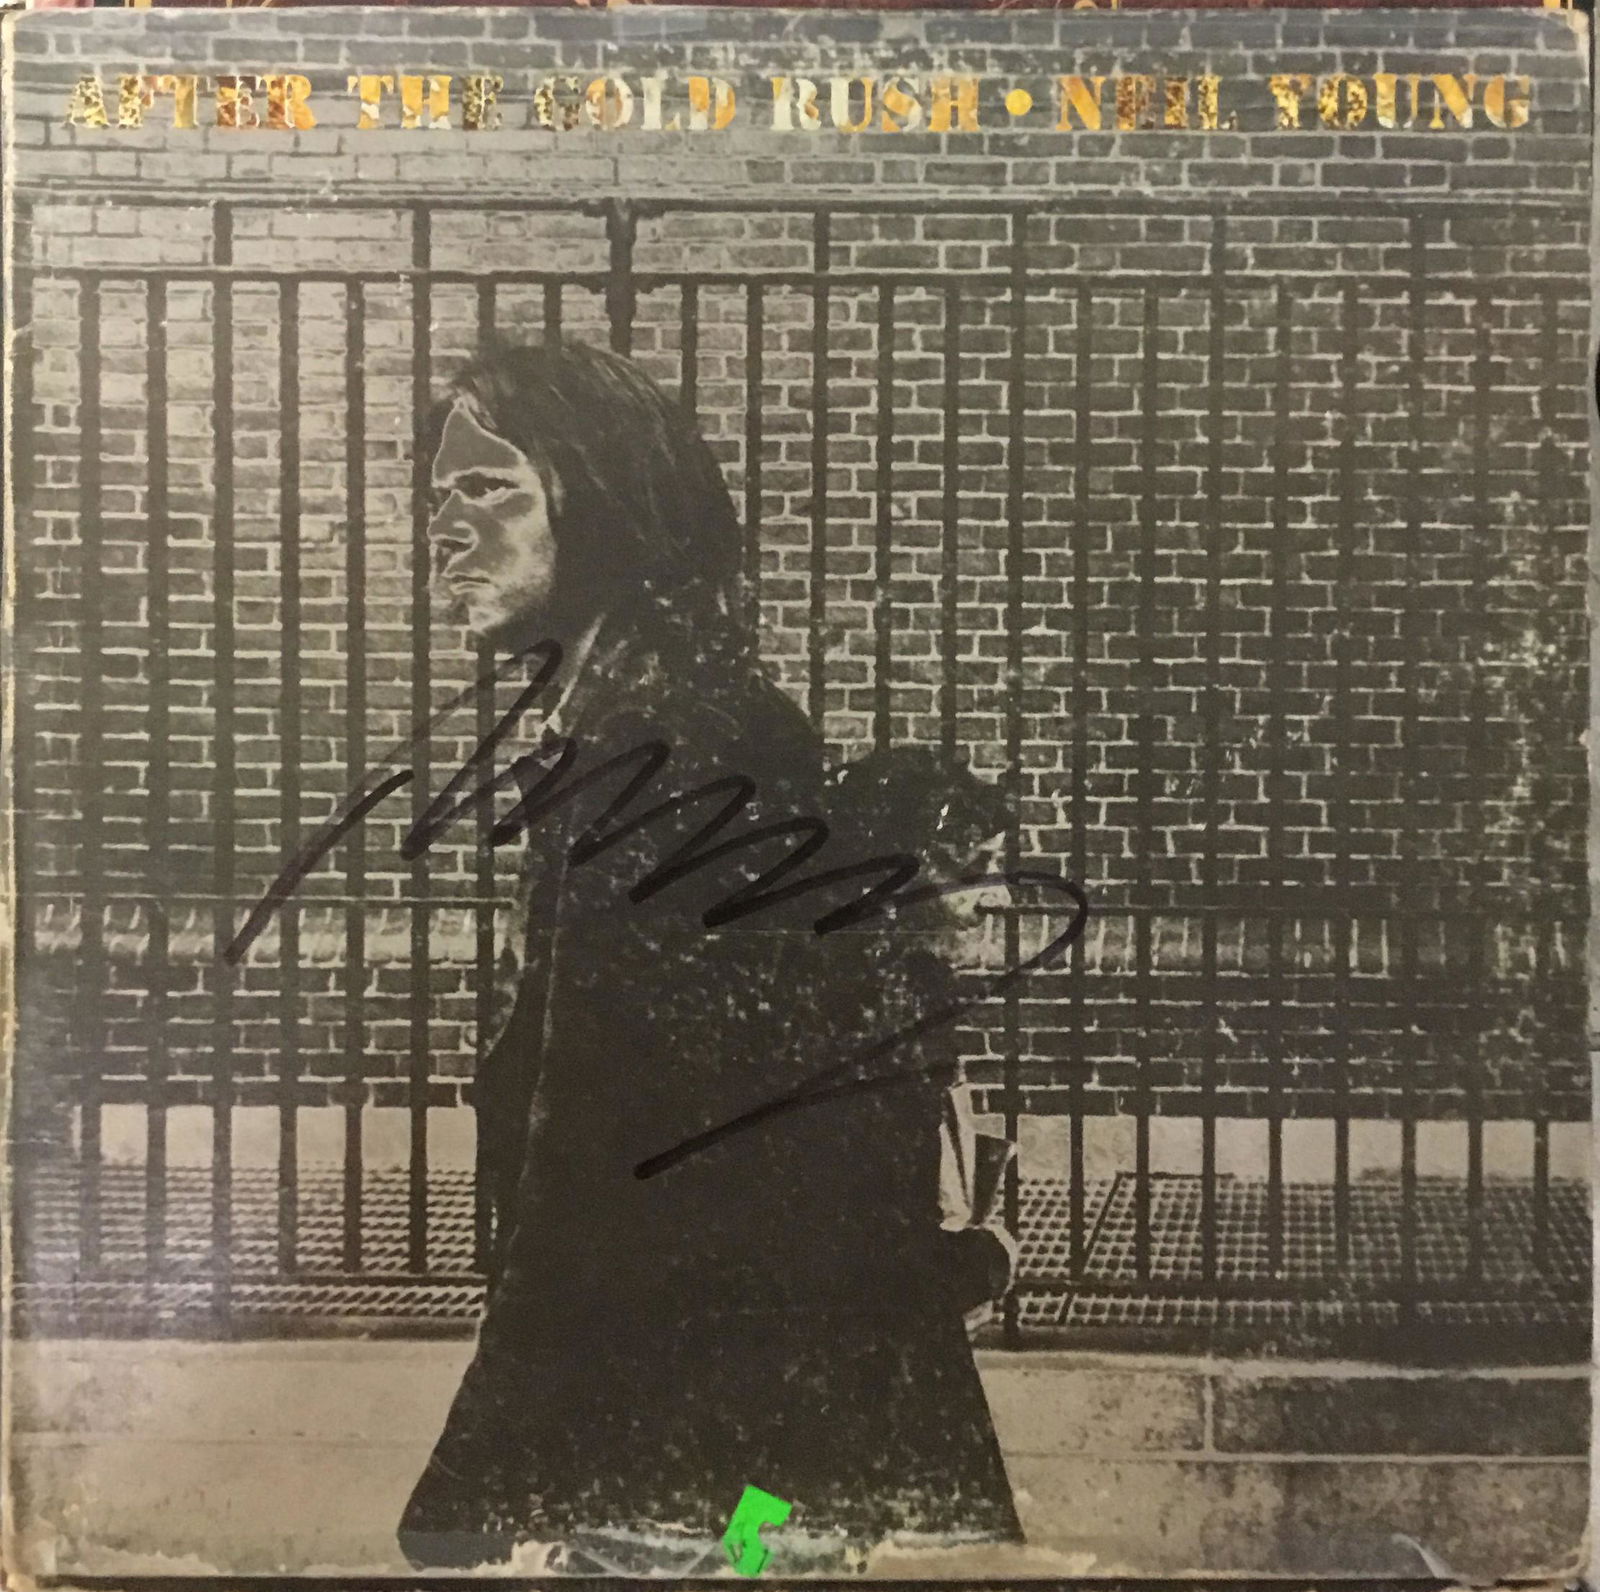 AFTER THE GOLD RUSH • NEIL YOUNG